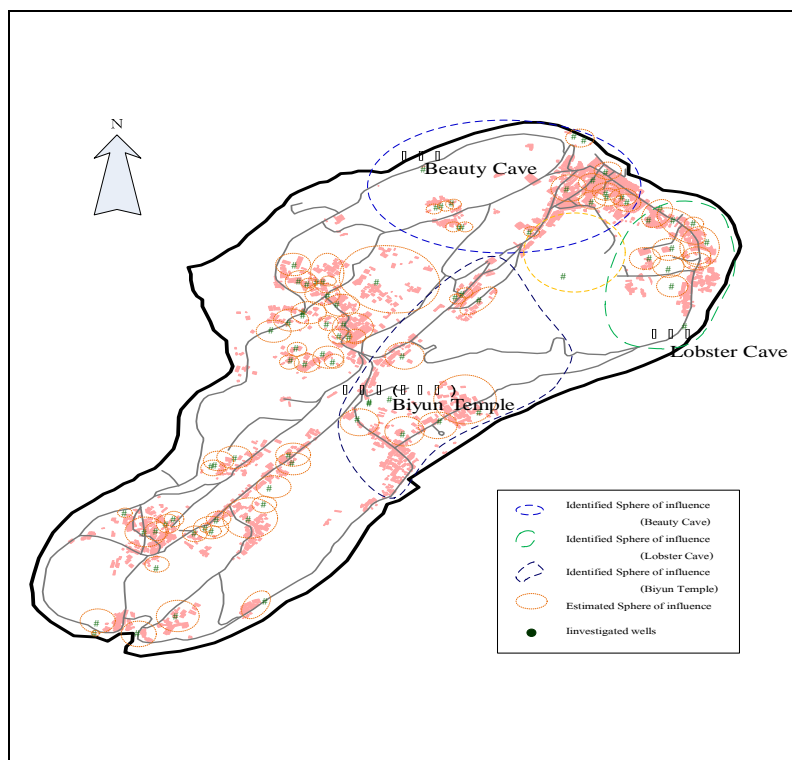 N
Beauty Cave
Lobster Cave
( )
Biyun Temple
Identified Sphere of influence
(Beauty Cave)
Identified Sphere of influence
(Lobster Cave)
Identified Sphere of influence
(Biyun Temple)
Estimated Sphere of influence
Iinvestigated wells